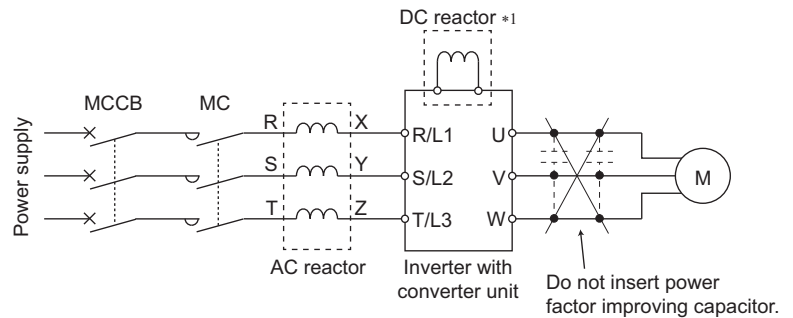 DC reactor *1
MCCB
MC
R
X
R/L1
U
S
Y
S/L2
V
M
T
Z
T/L3
W
Power supply
AC reactor
Inverter with
converter unit
Do not insert power
factor improving capacitor.